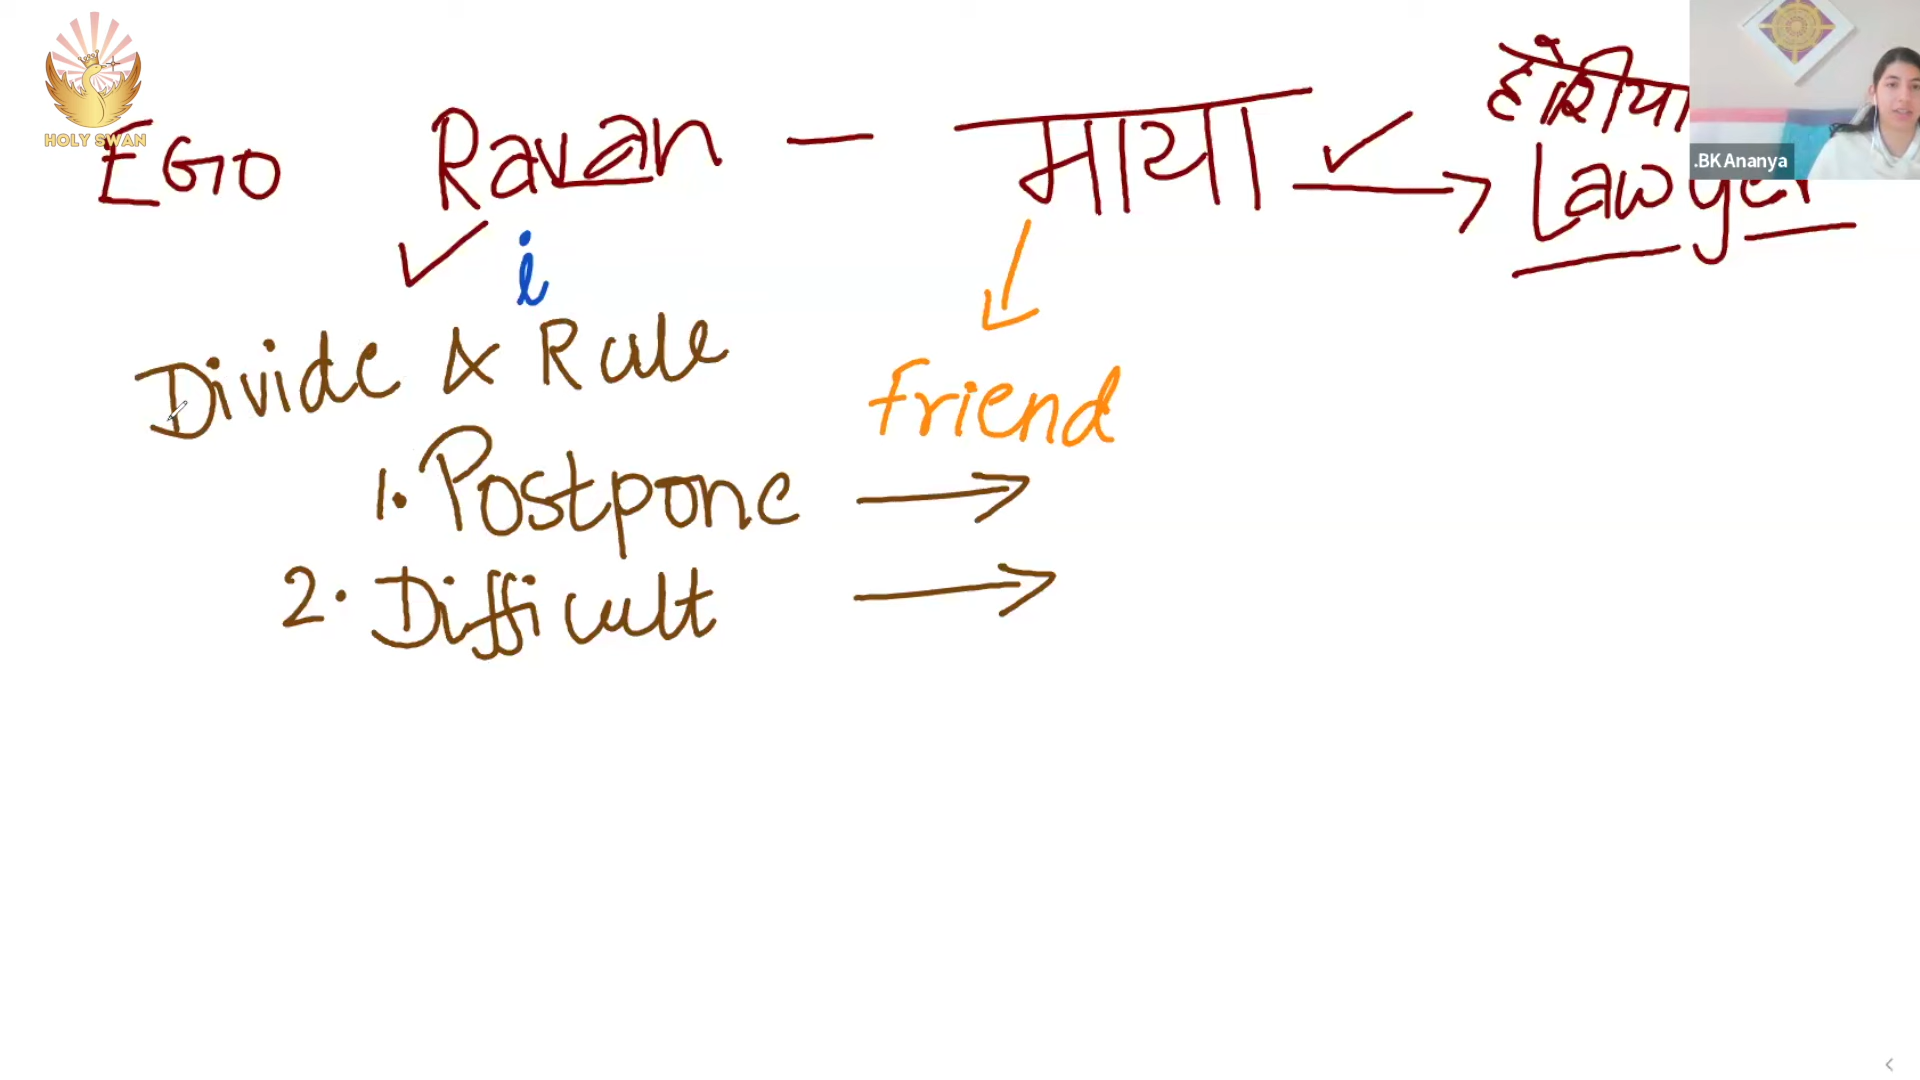 HOLY SWAN
EGO Ravan — माया → Lawyer
.BK Ananya
i
Divide & Rule
Friend
1. Postpone →
2. Difficult →